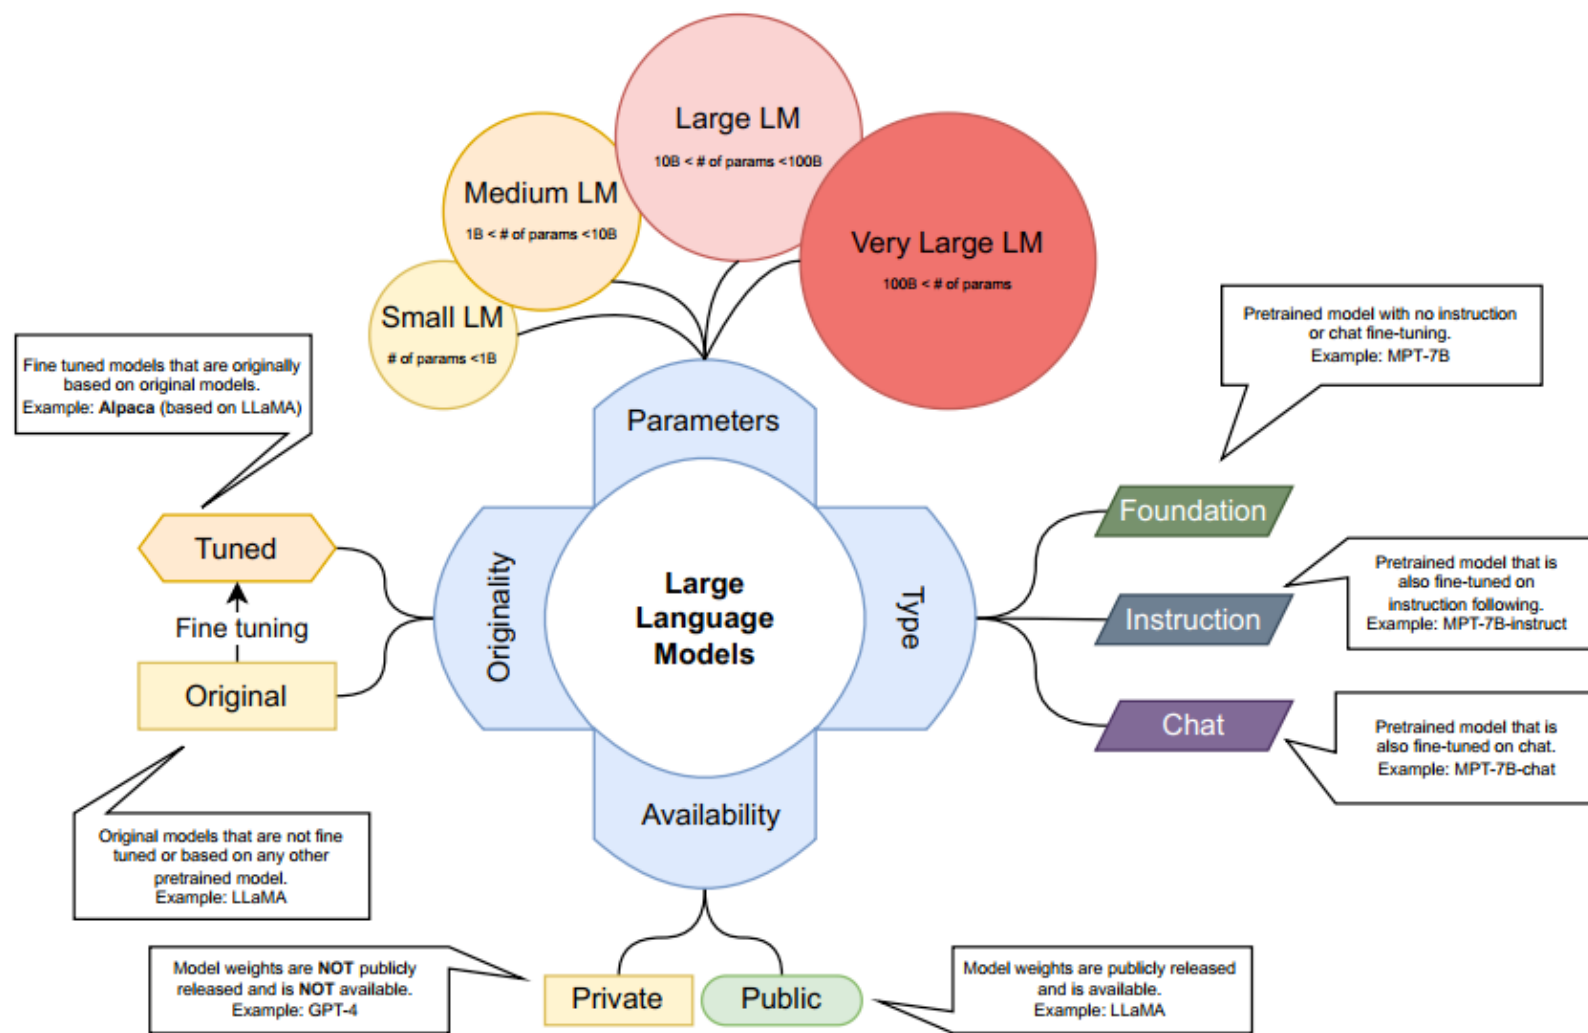 Large LM
10B < # of params <100B
Medium LM
1B < # of params <10B
Very Large LM
100B < # of params
Small LM
# of params <1B
Pretrained model with no instruction
or chat fine-tuning.
Example: MPT-7B
Fine tuned models that are originally
based on original models.
Example: Alpaca (based on LLaMA)
Parameters
Foundation
Tuned
Fine tuning
Original
Originality
Large
Language
Models
Type
Pretrained model that is
also fine-tuned on
instruction following.
Example: MPT-7B-instruct
Instruction
Chat
Pretrained model that is
also fine-tuned on chat.
Example: MPT-7B-chat
Availability
Original models that are not fine
tuned or based on any other
pretrained model.
Example: LLaMA
Model weights are NOT publicly
released and is NOT available.
Example: GPT-4
Private
Public
Model weights are publicly released
and is available.
Example: LLaMA